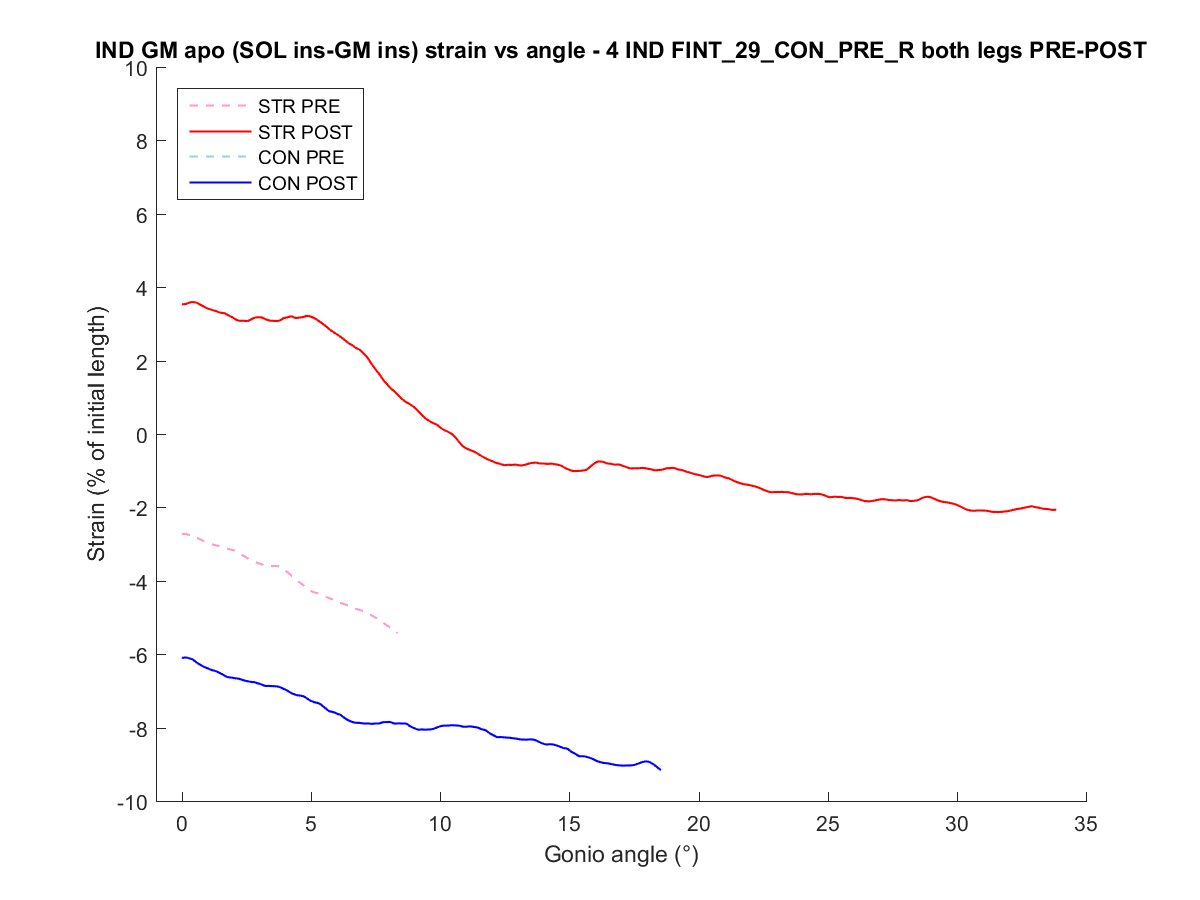 IND GM apo (SOL ins-GM ins) strain vs angle - 4 IND FINT_29_CON_PRE_R both legs PRE-POST
10
8
6
4
2
0
-2
-4
-6
-8
-10
Strain (% of initial length)
STR PRE
STR POST
CON PRE
CON POST
0 5 10 15 20 25 30 35
Gonio angle (°)